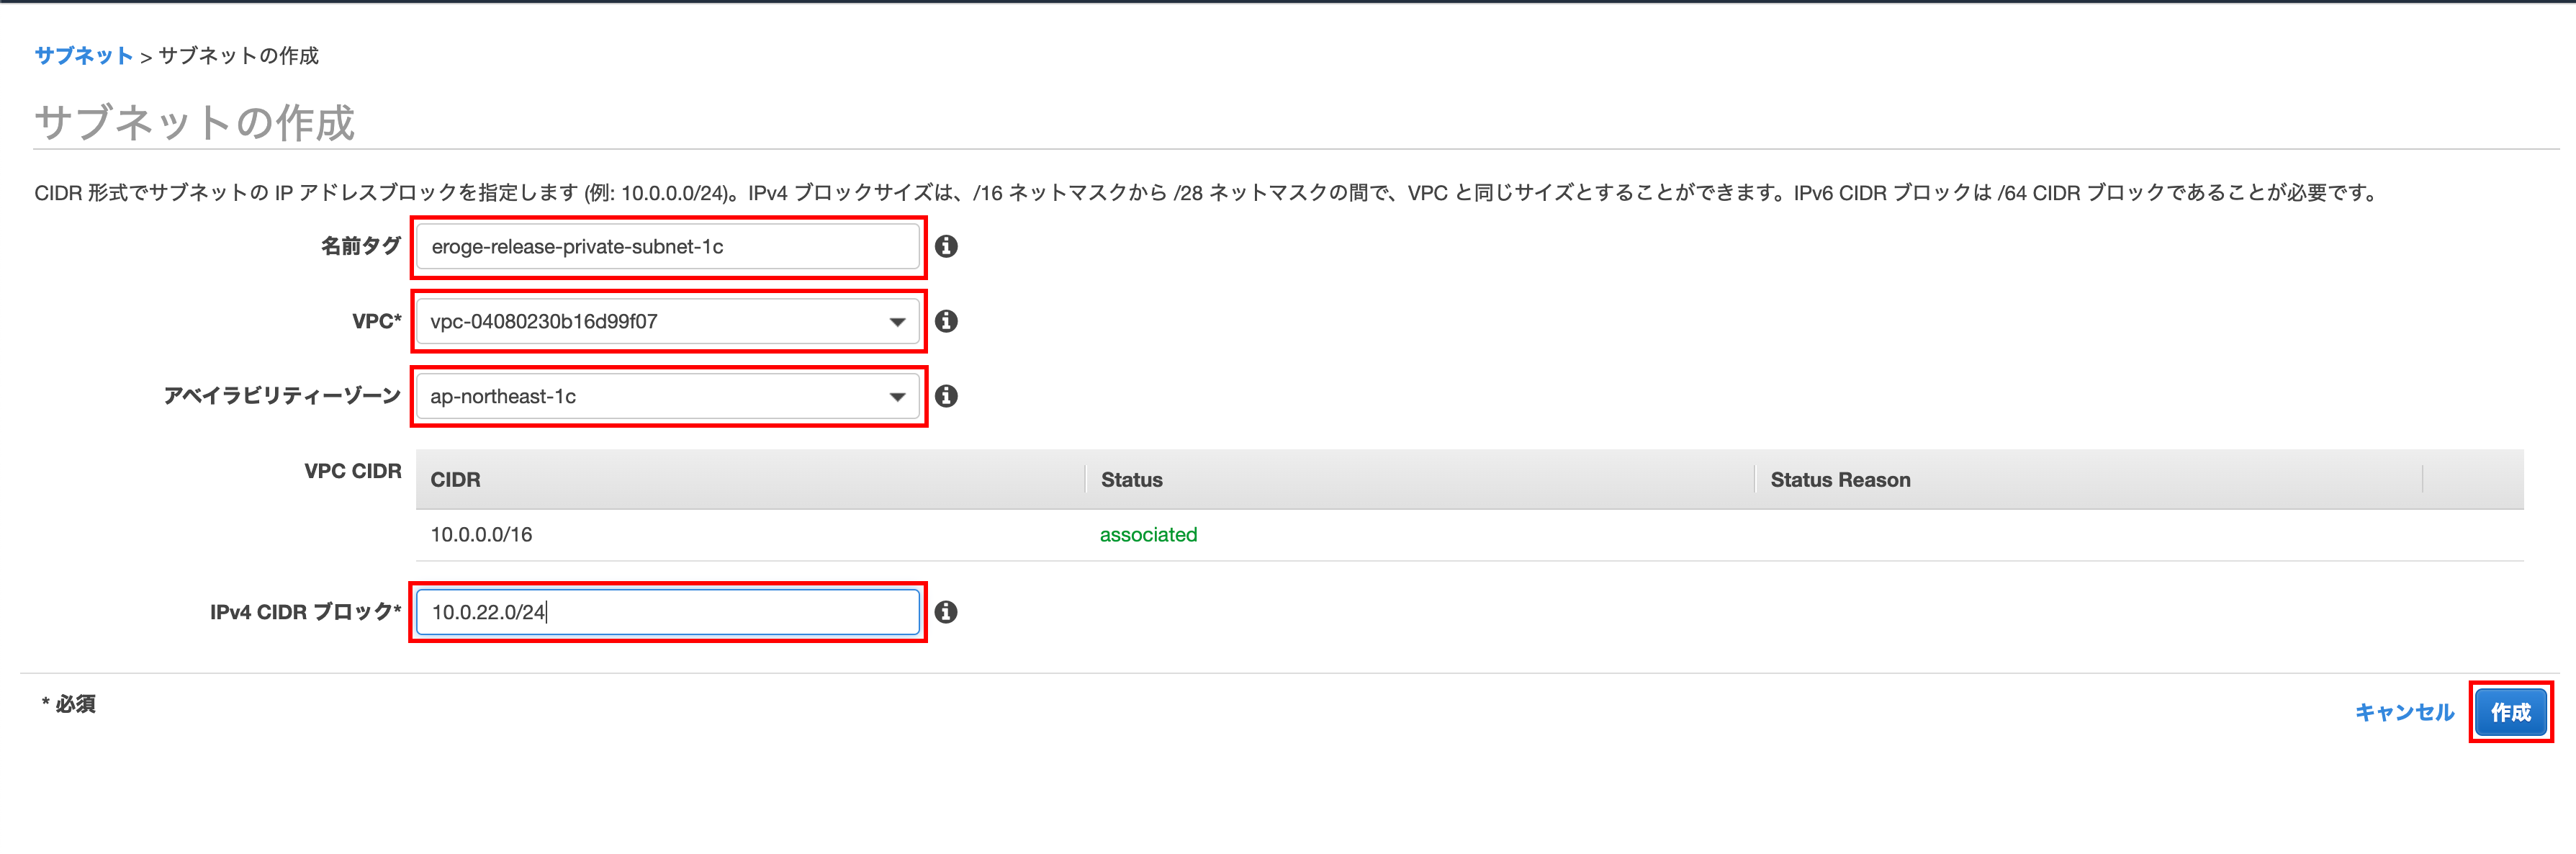 サブネット > サブネットの作成
サブネットの作成
CIDR 形式でサブネットの IP アドレスブロックを指定します (例: 10.0.0.0/24)。IPv4 ブロックサイズは、/16 ネットマスクから /28 ネットマスクの間で、VPC と同じサイズとすることができます。IPv6 CIDR ブロックは /64 CIDR ブロックであることが必要です。
名前タグ eroge-release-private-subnet-1c
VPC* vpc-04080230b16d99f07
アベイラビリティーゾーン ap-northeast-1c
VPC CIDR CIDR Status Status Reason
10.0.0.0/16 associated
IPv4 CIDR ブロック* 10.0.22.0/24
* 必須 キャンセル 作成